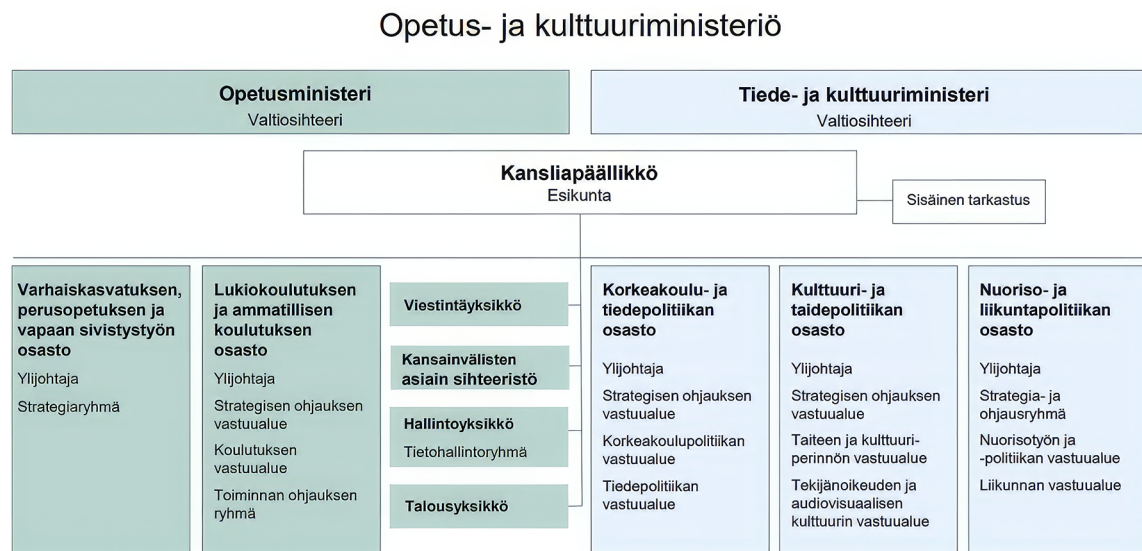 Opetus- ja kulttuuriministeriö
Opetusministeri
Valtiosihteeri
Tiede- ja kulttuuriministeri
Valtiosihteeri
Kansliapäällikkö
Esikunta
Sisäinen tarkastus
Varhaiskasvatuksen,
perusopetuksen ja
vapaan sivistystyön
osasto
Ylijohtaja
Strategiaryhmä
Lukiokoulutuksen
ja ammatillisen
koulutuksen
osasto
Ylijohtaja
Strategisen ohjauksen
vastuualue
Koulutuksen
vastuualue
Toiminnan ohjauksen
ryhmä
Viestintäyksikkö
Kansainvälisten
asiain sihteeristö
Hallintoyksikkö
Tietohallintoryhmä
Talousyksikkö
Korkeakoulu- ja
tiedepolitiikan
osasto
Ylijohtaja
Strategisen ohjauksen
vastuualue
Korkeakoulupolitiikan
vastuualue
Tiedepolitiikan
vastuualue
Kulttuuri- ja
taidepolitiikan
osasto
Ylijohtaja
Strategisen ohjauksen
vastuualue
Taiteen ja kulttuuri-
perinnön vastuualue
Tekijänoikeuden ja
audiovisuaalisen
kulttuurin vastuualue
Nuoriso- ja
liikuntapolitiikan
osasto
Ylijohtaja
Strategia- ja
ohjausryhmä
Nuorisotyön ja
-politiikan vastuualue
Liikunnan vastuualue